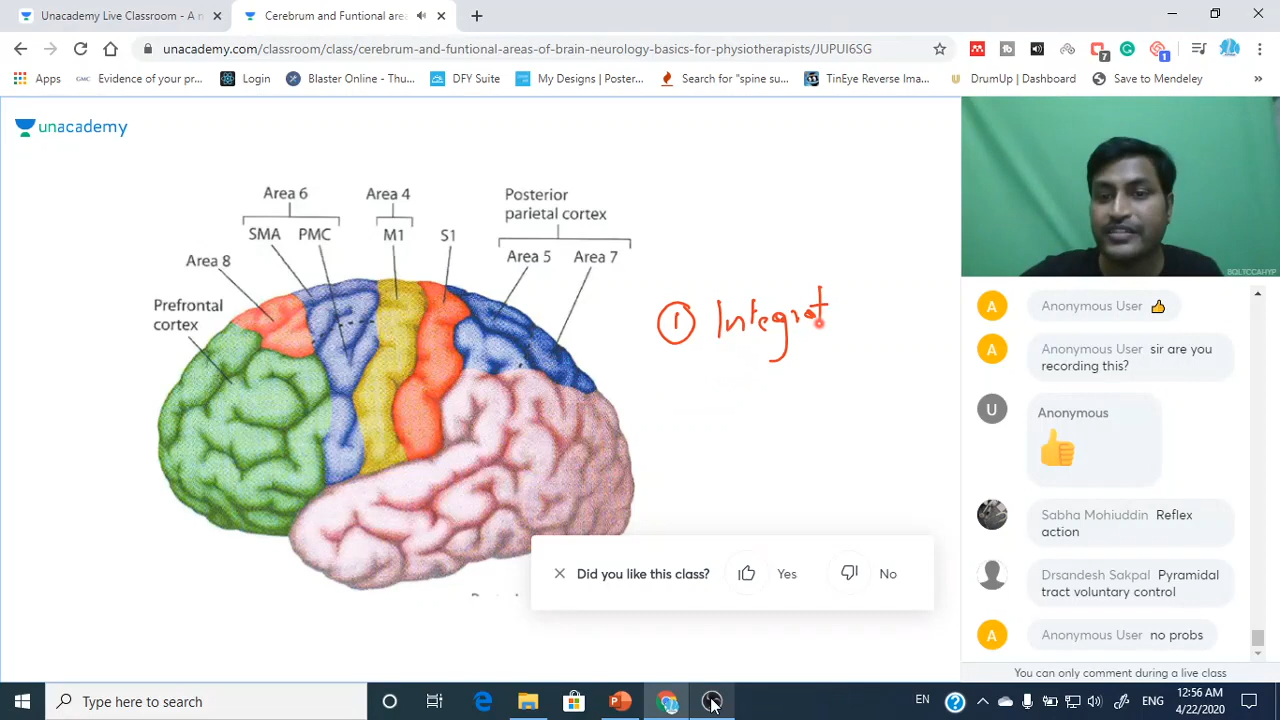 Unacademy Live Classroom - A n
Cerebrum and Funtional area
unacademy.com/classroom/class/cerebrum-and-funtional-areas-of-brain-neurology-basics-for-physiotherapists/JUPUI6SG
7
1
Apps
GMC Evidence of your pr...
Login
Blaster Online - Thu...
DFY Suite
My Designs | Poster...
Search for "spine su...
TinEye Reverse Ima...
DrumUp | Dashboard
Save to Mendeley
»
unacademy
Area 6
Area 4
Posterior
parietal cortex
SMA PMC
M1
S1
Area 5 Area 7
Area 8
Prefrontal
cortex
① Integrat
Did you like this class?
Yes
No
SQLTCCAHYP
A
Anonymous User 👍
A
Anonymous User sir are you
recording this?
U
Anonymous
Sabha Mohiuddin Reflex
action
Drsandesh Sakpal Pyramidal
tract voluntary control
A
Anonymous User no probs
You can only comment during a live class
Type here to search
EN
ENG
12:56 AM
4/22/2020